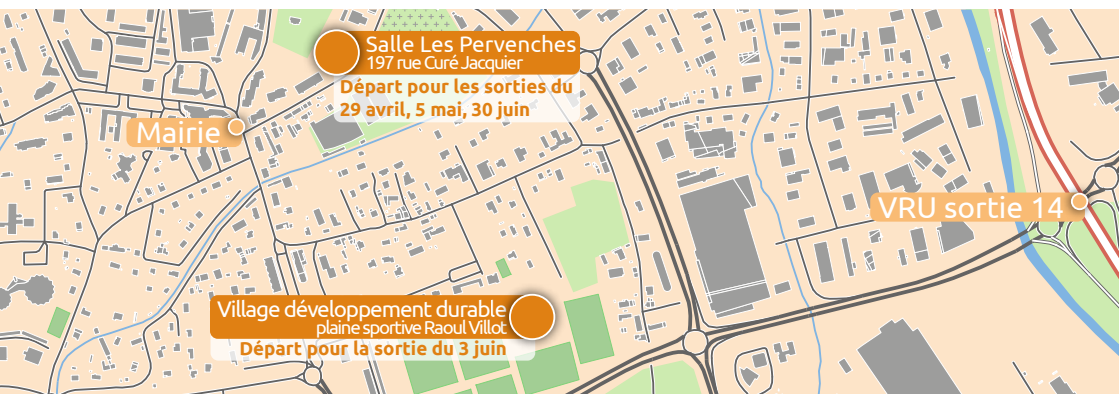 Salle Les Pervenches
197 rue Curé Jacquier
Départ pour les sorties du
29 avril, 5 mai, 30 juin
Mairie
VRU sortie 14
Village développement durable
plaine sportive Raoul Villot
Départ pour la sortie du 3 juin